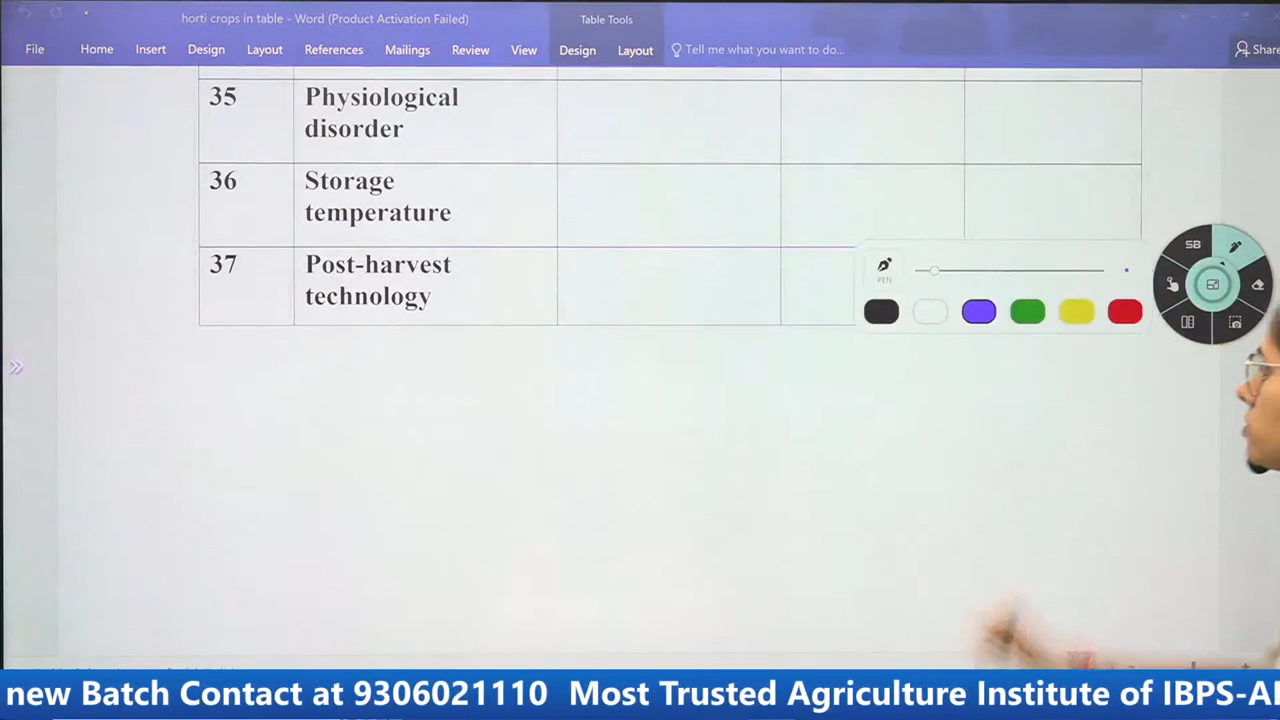 horti crops in table - Word (Product Activation Failed)
Table Tools
File Home Insert Design Layout References Mailings Review View Design Layout Tell me what you want to do... Share
35 Physiological
disorder
36 Storage
temperature
37 Post-harvest
technology
SB
PEN
new Batch Contact at 9306021110 Most Trusted Agriculture Institute of IBPS-A